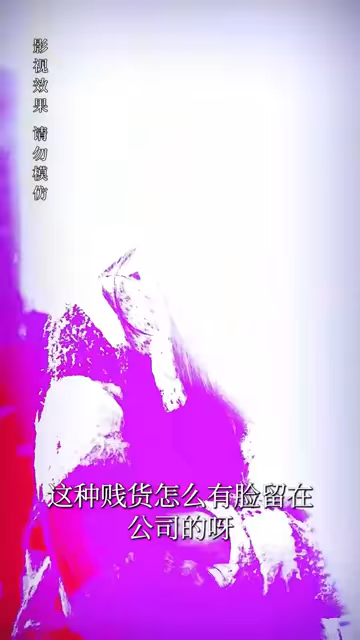 影视效果 请勿模仿
这种贱货怎么有脸留在
公司的呀